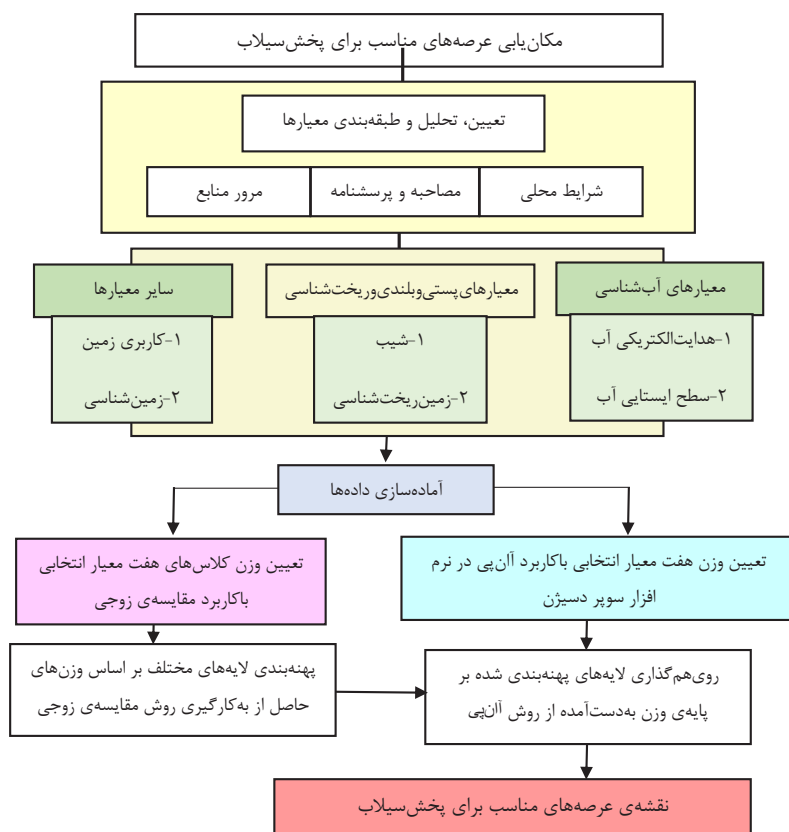 مکان‌یابی عرصه‌های مناسب برای پخش‌سیلاب
تعیین، تحلیل و طبقه‌بندی معیارها
شرایط محلی
مصاحبه و پرسشنامه
مرور منابع
معیارهای آب‌شناسی
۱-هدایت‌الکتریکی آب
۲-سطح ایستایی آب
معیارهای‌پستی‌وبلندی‌وریخت‌شناسی
۱-شیب
۲-زمین‌ریخت‌شناسی
سایر معیارها
۱-کاربری زمین
۲-زمین‌شناسی
آماده‌سازی داده‌ها
تعیین وزن هفت معیار انتخابی باکاربرد آان‌پی در نرم
افزار سوپر دسیژن
تعیین وزن کلاس‌های هفت معیار انتخابی
باکاربرد مقایسه‌ی زوجی
پهنه‌بندی لایه‌های مختلف بر اساس وزن‌های
حاصل از به‌کارگیری روش مقایسه‌ی زوجی
روی‌هم‌گذاری لایه‌های پهنه‌بندی شده بر
پایه‌ی وزن به‌دست‌آمده از روش آان‌پی
نقشه‌ی عرصه‌های مناسب برای پخش‌سیلاب